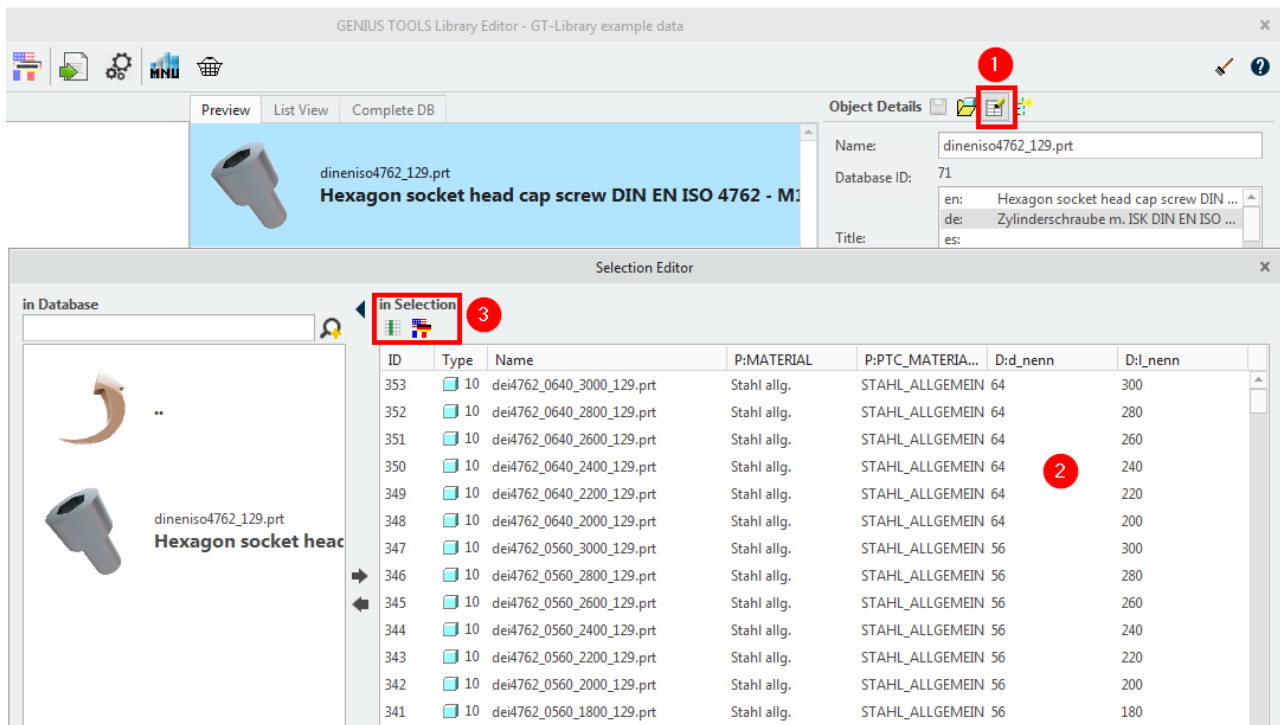 GENIUS TOOLS Library Editor - GT-Library example data
MNU
1
Preview List View Complete DB
Object Details
dineniso4762_129.prt
Hexagon socket head cap screw DIN EN ISO 4762 - M1
Name: dineniso4762_129.prt
Database ID: 71
en: Hexagon socket head cap screw DIN ...
de: Zylinderschraube m. ISK DIN EN ISO ...
Title: es:
Selection Editor
in Database
in Selection
3
..
dineniso4762_129.prt
Hexagon socket heac
ID Type Name P:MATERIAL P:PTC_MATERIA... D:d_nenn D:l_nenn
353 10 dei4762_0640_3000_129.prt Stahl allg. STAHL_ALLGEMEIN 64 300
352 10 dei4762_0640_2800_129.prt Stahl allg. STAHL_ALLGEMEIN 64 280
351 10 dei4762_0640_2600_129.prt Stahl allg. STAHL_ALLGEMEIN 64 260
350 10 dei4762_0640_2400_129.prt Stahl allg. STAHL_ALLGEMEIN 64 240
2
349 10 dei4762_0640_2200_129.prt Stahl allg. STAHL_ALLGEMEIN 64 220
348 10 dei4762_0640_2000_129.prt Stahl allg. STAHL_ALLGEMEIN 64 200
347 10 dei4762_0560_3000_129.prt Stahl allg. STAHL_ALLGEMEIN 56 300
346 10 dei4762_0560_2800_129.prt Stahl allg. STAHL_ALLGEMEIN 56 280
345 10 dei4762_0560_2600_129.prt Stahl allg. STAHL_ALLGEMEIN 56 260
344 10 dei4762_0560_2400_129.prt Stahl allg. STAHL_ALLGEMEIN 56 240
343 10 dei4762_0560_2200_129.prt Stahl allg. STAHL_ALLGEMEIN 56 220
342 10 dei4762_0560_2000_129.prt Stahl allg. STAHL_ALLGEMEIN 56 200
341 10 dei4762_0560_1800_129.prt Stahl allg. STAHL_ALLGEMEIN 56 180